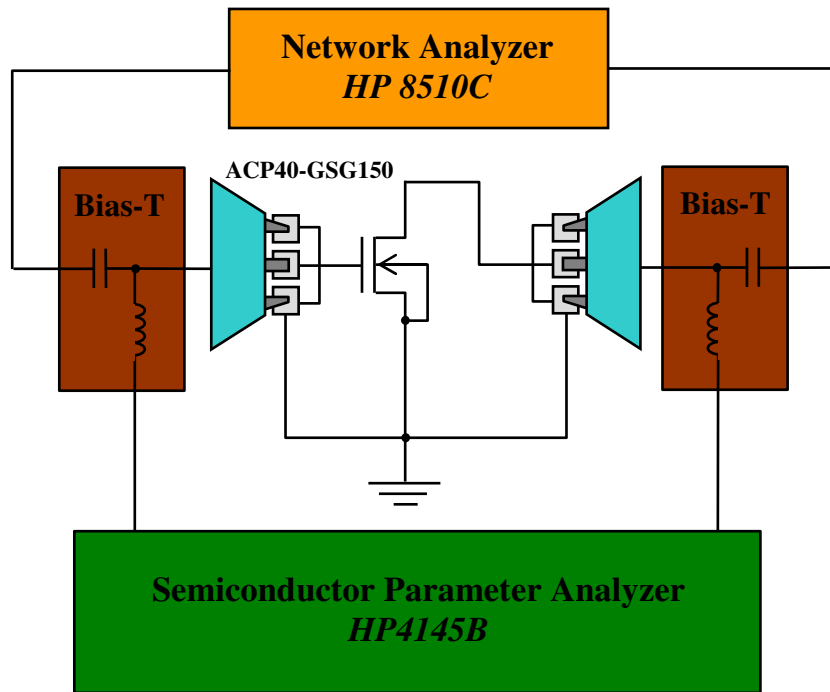 Network Analyzer
HP 8510C
ACP40-GSG150
Bias-T
Bias-T
Semiconductor Parameter Analyzer
HP4145B